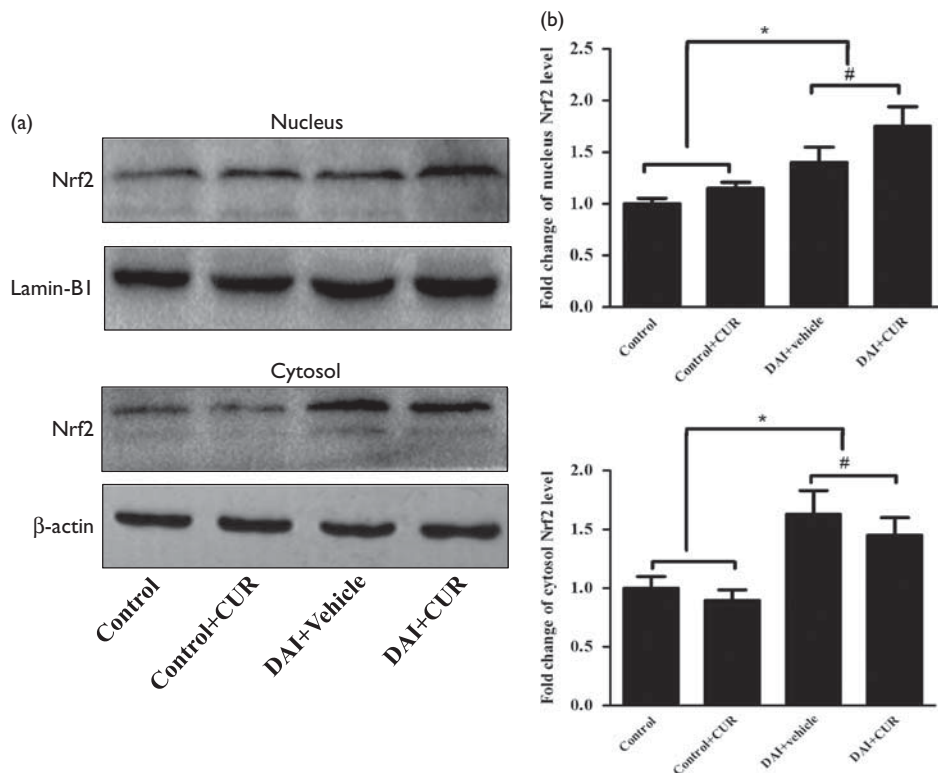 (a)
Nucleus
Nrf2
Lamin-B1
Cytosol
Nrf2
β-actin
Control
Control+CUR
DAI+Vehicle
DAI+CUR
(b)
Fold change of nucleus Nrf2 level
2.5
2.0
1.5
1.0
0.5
0.0
*
#
Control
Control+CUR
DAI+vehicle
DAI+CUR
Fold change of cytosol Nrf2 level
2.0
1.5
1.0
0.5
0.0
*
#
Control
Control+CUR
DAI+vehicle
DAI+CUR